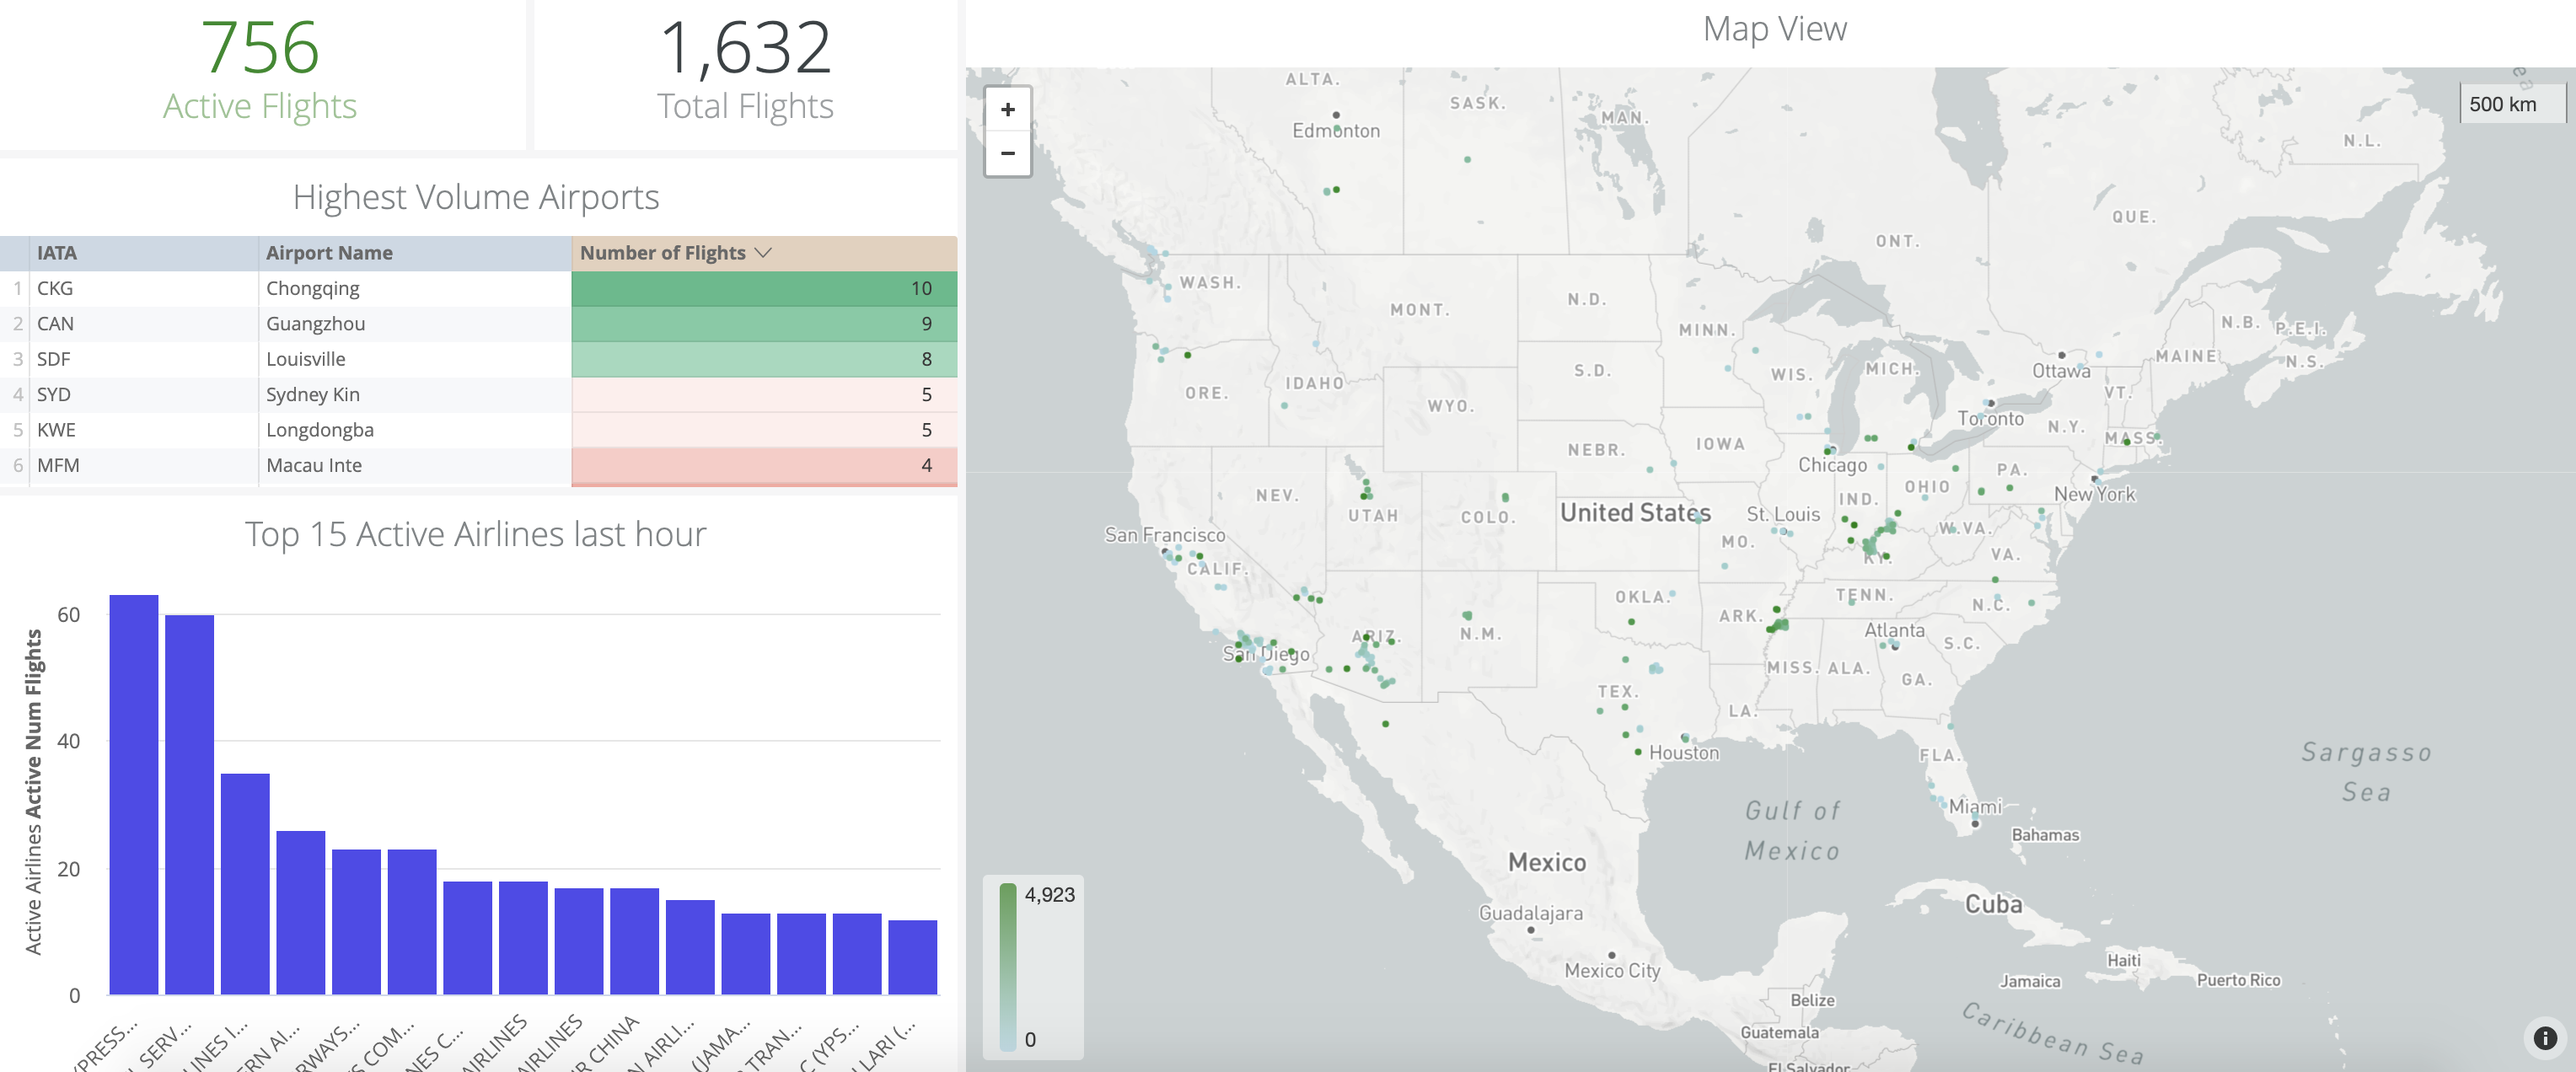 756
Active Flights
1,632
Total Flights
Highest Volume Airports
IATA Airport Name Number of Flights
1 CKG Chongqing 10
2 CAN Guangzhou 9
3 SDF Louisville 8
4 SYD Sydney Kin 5
5 KWE Longdongba 5
6 MFM Macau Inte 4
Top 15 Active Airlines last hour
Active Airlines Active Num Flights
60
40
20
0
PRESS...
SERV...
LINES I...
ERN AI...
RWAYS...
S COM...
NES C...
AIRLINES
AIRLINES
R CHINA
N AIRLI...
(JAMA...
TRAN...
C (YPS...
LLARI (...
Map View
+
−
500 km
ALTA.
SASK.
MAN.
Edmonton
N.L.
QUE.
ONT.
WASH.
MONT.
N.D.
MINN.
N.B.
P.E.I.
MAINE
N.S.
Ottawa
ORE.
IDAHO
WYO.
S.D.
WIS.
MICH.
VT.
Toronto
N.Y.
MASS.
NEBR.
IOWA
Chicago
PA.
New York
NEV.
UTAH
COLO.
United States
St. Louis
IND.
OHIO
W.VA.
VA.
San Francisco
CALIF.
MO.
KY.
OKLA.
ARK.
TENN.
N.C.
ARIZ.
N.M.
Atlanta
S.C.
San Diego
MISS.
ALA.
GA.
TEX.
LA.
Houston
FLA.
Sargasso
Sea
Gulf of
Mexico
Miami
Bahamas
Mexico
Cuba
Guadalajara
Mexico City
Haiti
Jamaica
Puerto Rico
Belize
Guatemala
Caribbean Sea
El Salvador
4,923
0
i